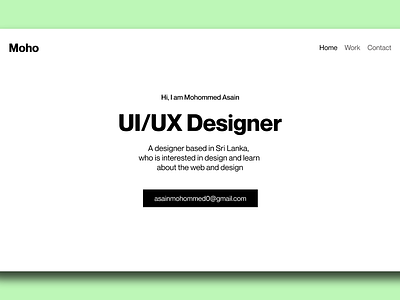 Moho
Home Work Contact
Hi, I am Mohommed Asain
UI/UX Designer
A designer based in Sri Lanka,
who is interested in design and learn
about the web and design
asainmohommed0@gmail.com